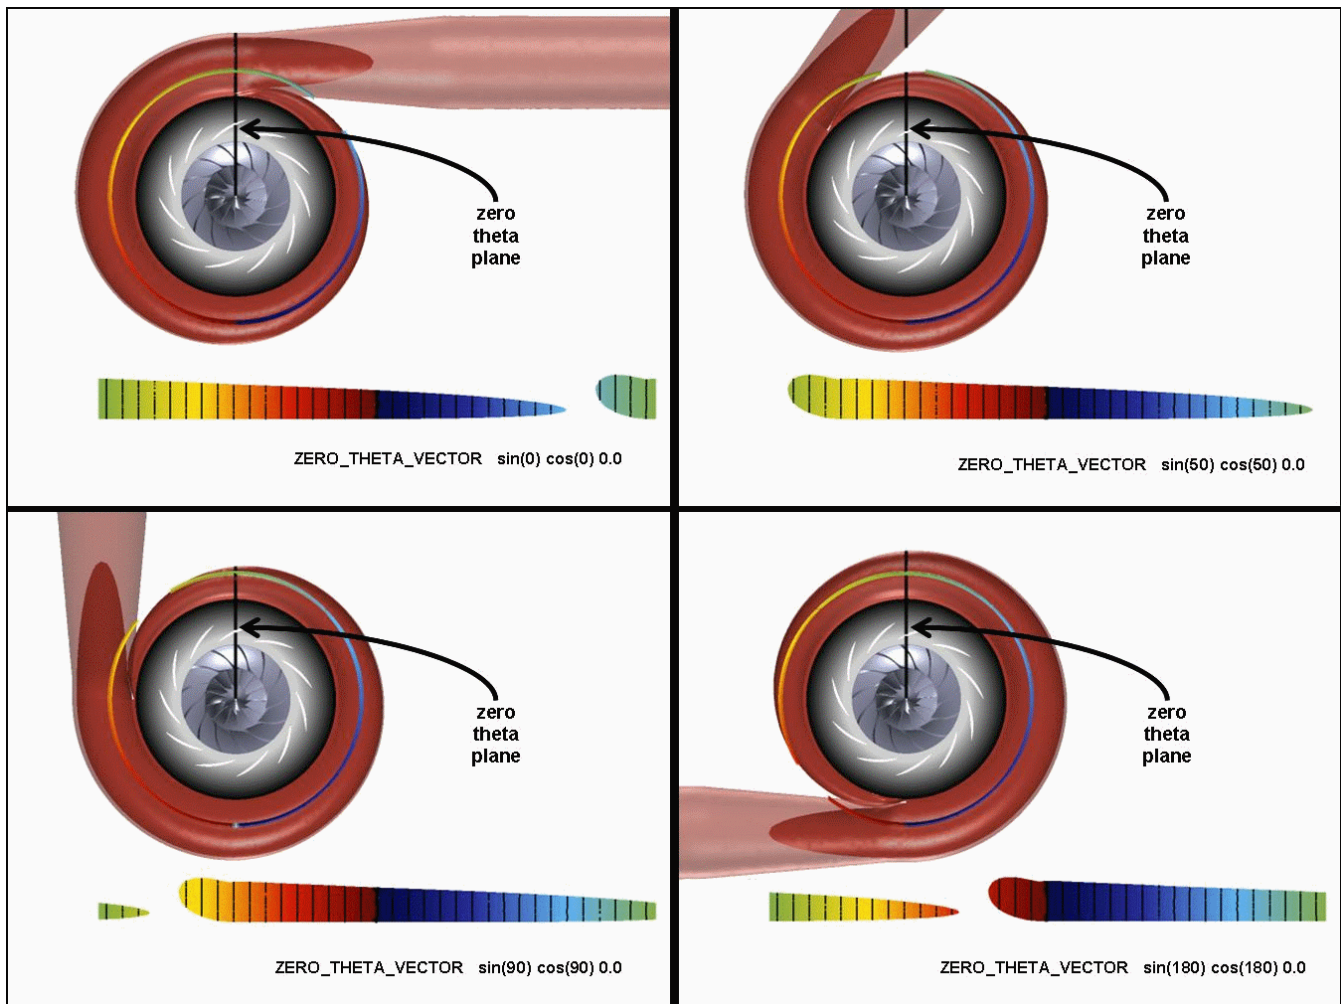 zero
theta
plane
ZERO_THETA_VECTOR sin(0) cos(0) 0.0
zero
theta
plane
ZERO_THETA_VECTOR sin(50) cos(50) 0.0
zero
theta
plane
ZERO_THETA_VECTOR sin(90) cos(90) 0.0
zero
theta
plane
ZERO_THETA_VECTOR sin(180) cos(180) 0.0